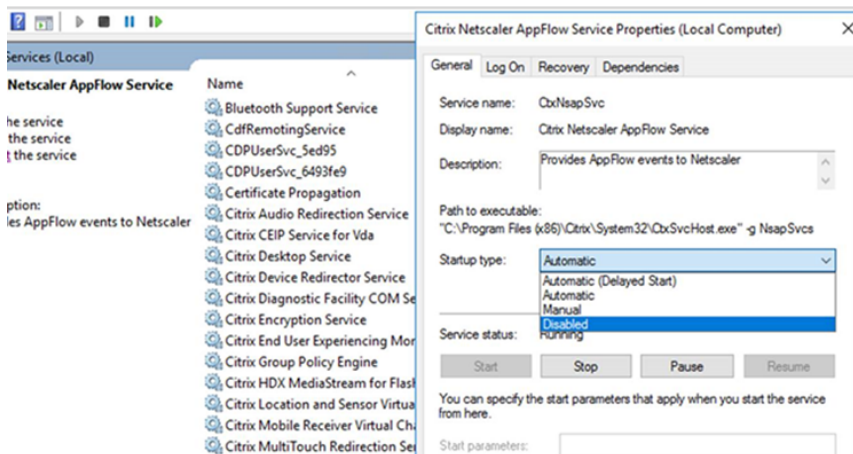 Services (Local)
Netscaler AppFlow Service
he service
the service
t the service
ption:
es AppFlow events to Netscaler
Name
Bluetooth Support Service
CdfRemotingService
CDPUserSvc_5ed95
CDPUserSvc_6493fe9
Certificate Propagation
Citrix Audio Redirection Service
Citrix CEIP Service for Vda
Citrix Desktop Service
Citrix Device Redirector Service
Citrix Diagnostic Facility COM Se
Citrix Encryption Service
Citrix End User Experiencing Mor
Citrix Group Policy Engine
Citrix HDX MediaStream for Flash
Citrix Location and Sensor Virtua
Citrix Mobile Receiver Virtual Cha
Citrix MultiTouch Redirection Ser
Citrix Netscaler AppFlow Service Properties (Local Computer)
General Log On Recovery Dependencies
Service name: CtxNsapSvc
Display name: Citrix Netscaler AppFlow Service
Description: Provides AppFlow events to Netscaler
Path to executable:
"C:\Program Files (x86)\Citrix\System32\CtxSvcHost.exe" -g NsapSvcs
Startup type: Automatic
Automatic (Delayed Start)
Automatic
Manual
Disabled
Service status: Running
Start Stop Pause Resume
You can specify the start parameters that apply when you start the service
from here.
Start parameters: